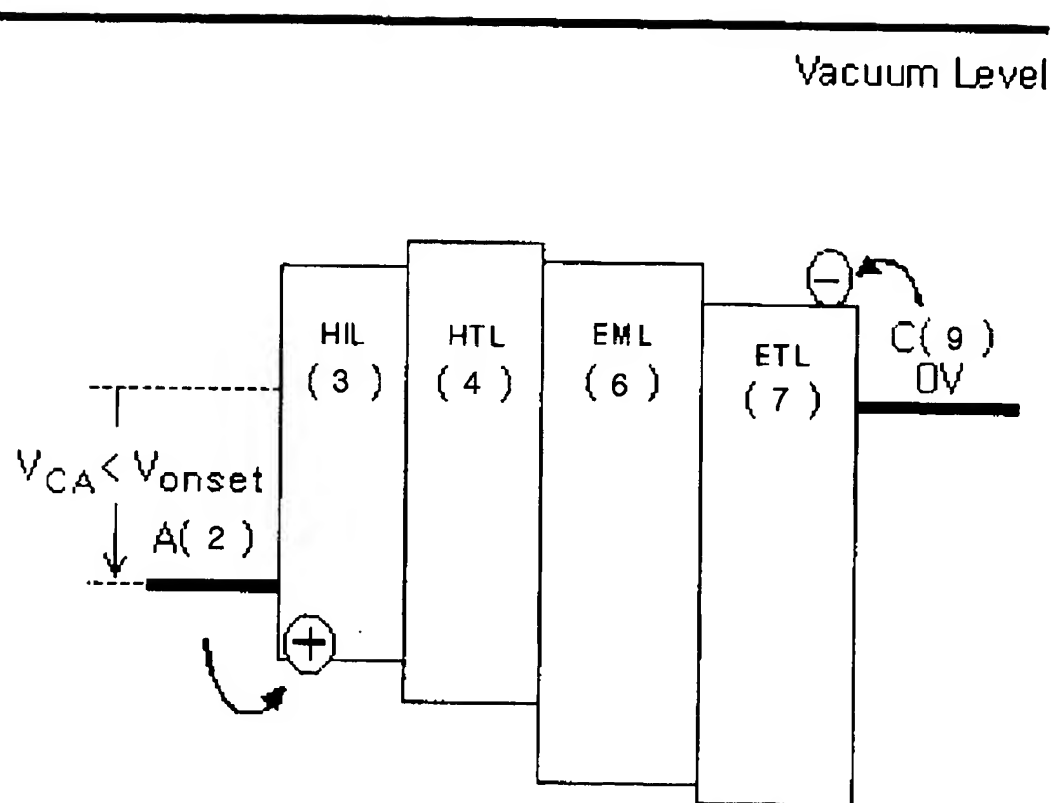 Vacuum Level
HIL
( 3 )
HTL
( 4 )
EML
( 6 )
ETL
( 7 )
−
C( 9 )
0V
VCA< Vonset
A( 2 )
+